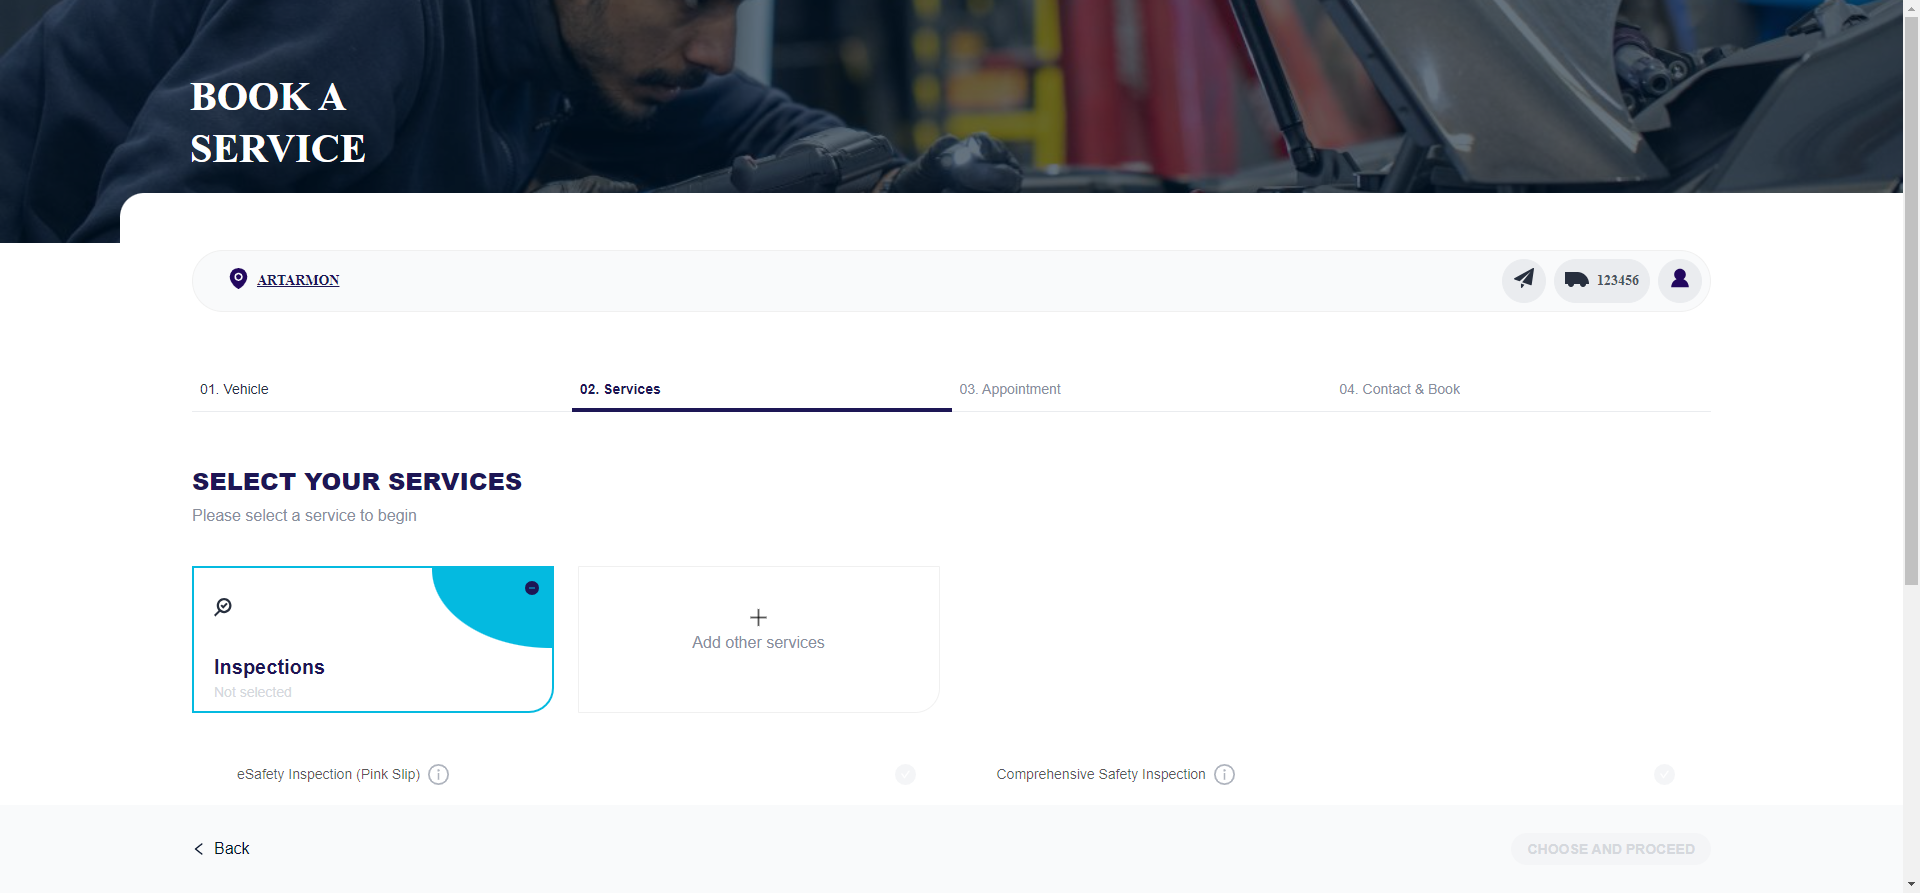 BOOK A
SERVICE
ARTARMON
123456
01. Vehicle
02. Services
03. Appointment
04. Contact & Book
SELECT YOUR SERVICES
Please select a service to begin
Inspections
Not selected
Add other services
eSafety Inspection (Pink Slip)
Comprehensive Safety Inspection
Back
CHOOSE AND PROCEED